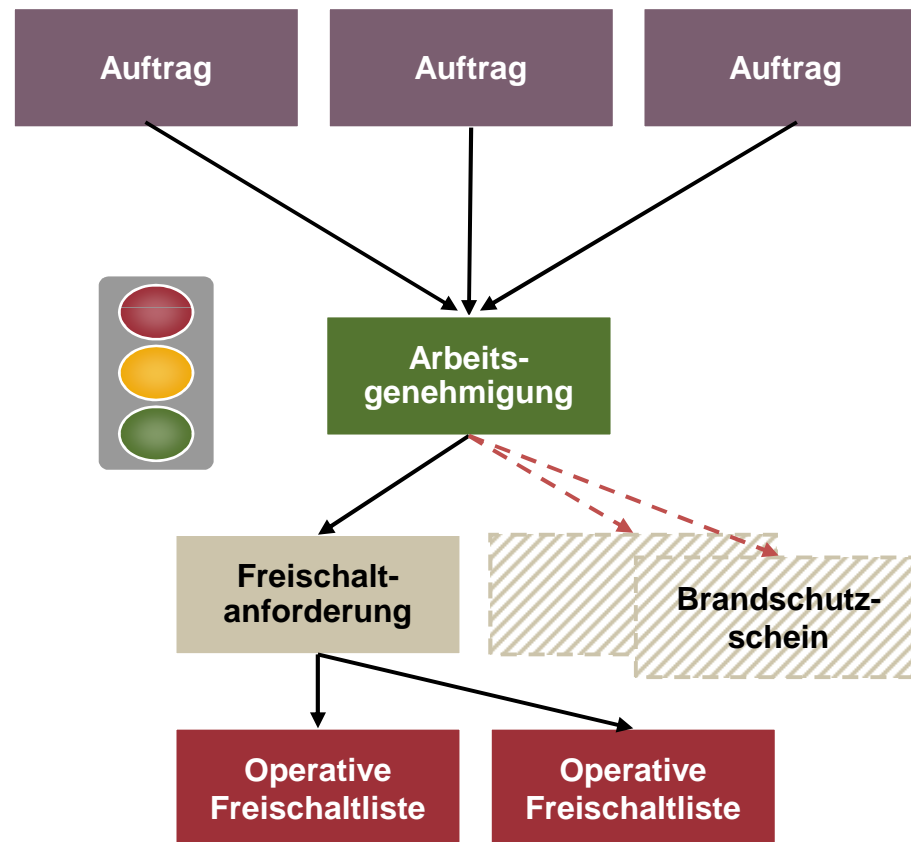 Auftrag
Auftrag
Auftrag
Arbeits-
genehmigung
Freischalt-
anforderung
Brandschutz-
schein
Operative
Freischaltliste
Operative
Freischaltliste